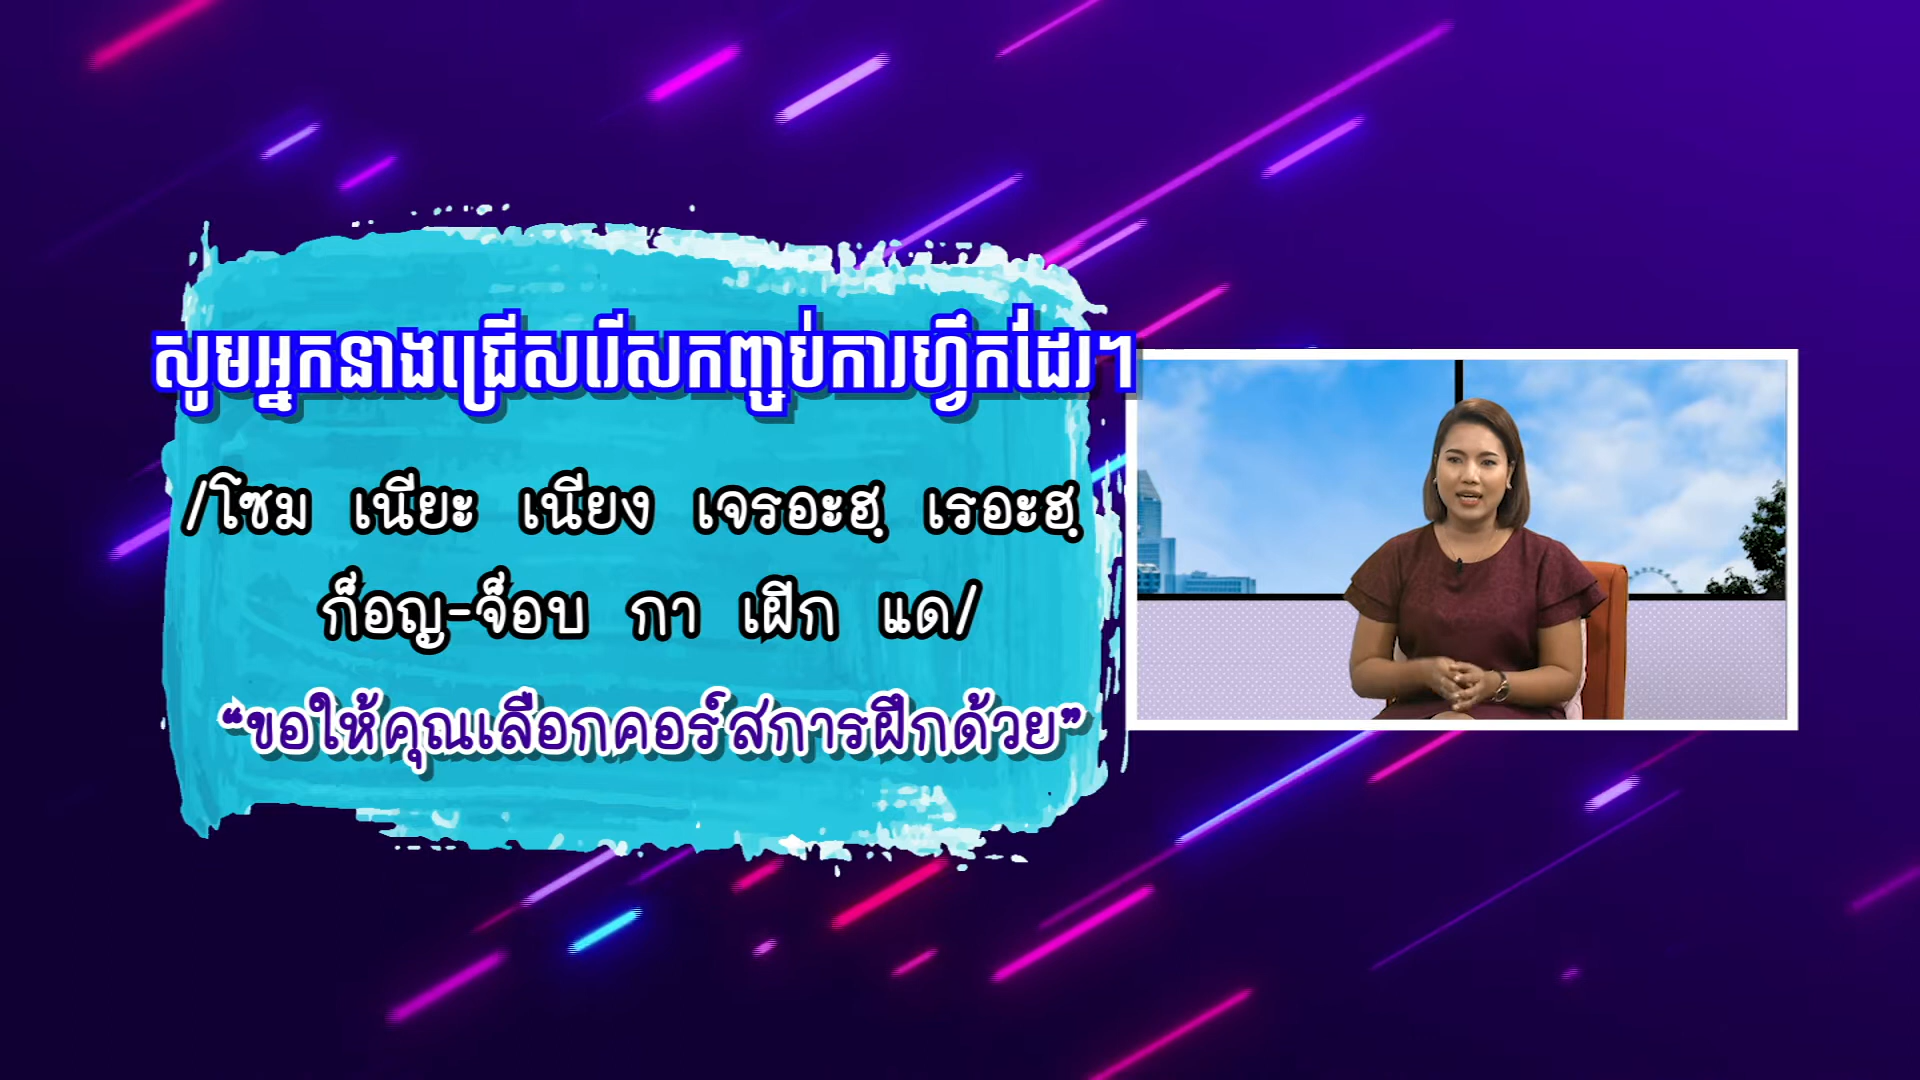 សូមអ្នកនាងជ្រើសរើសកញ្ចប់ការហ្វឹកដែរ។
/โซม เนียะ เนียง เจรอะฮฺ เรอะฮฺ
ก็อญ-จ็อบ กา เฝีก แด/
“ขอให้คุณเลือกคอร์สการฝึกด้วย”